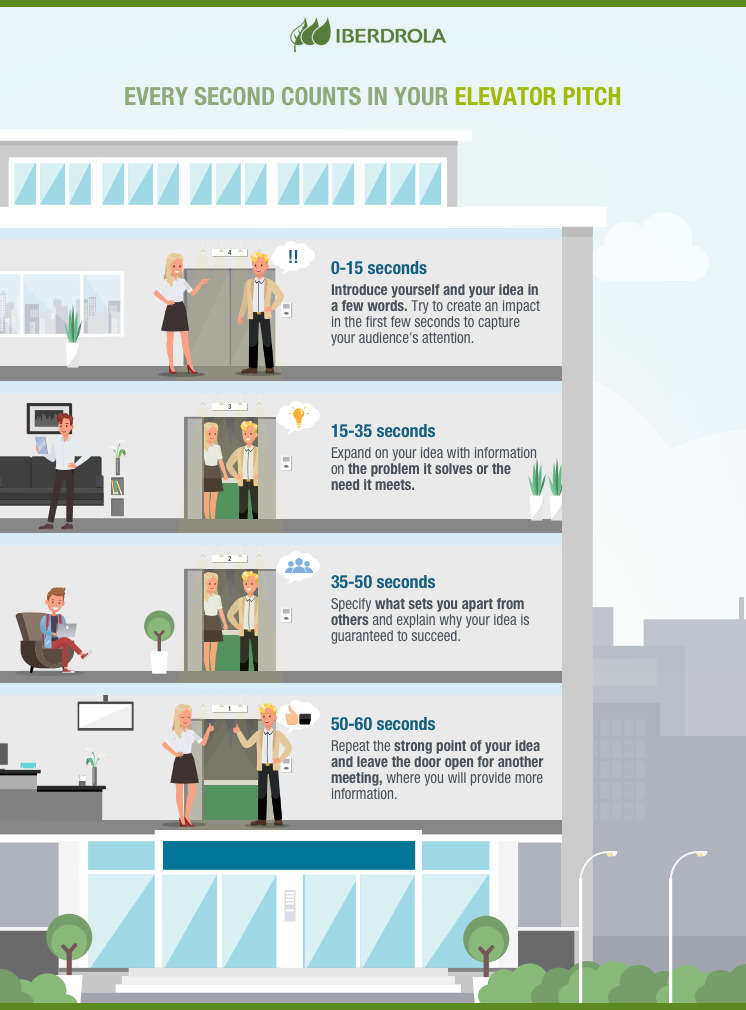 IBERDROLA
EVERY SECOND COUNTS IN YOUR ELEVATOR PITCH
4
!!
0-15 seconds
Introduce yourself and your idea in
a few words. Try to create an impact
in the first few seconds to capture
your audience's attention.
3
15-35 seconds
Expand on your idea with information
on the problem it solves or the
need it meets.
2
35-50 seconds
Specify what sets you apart from
others and explain why your idea is
guaranteed to succeed.
1
50-60 seconds
Repeat the strong point of your idea
and leave the door open for another
meeting, where you will provide more
information.